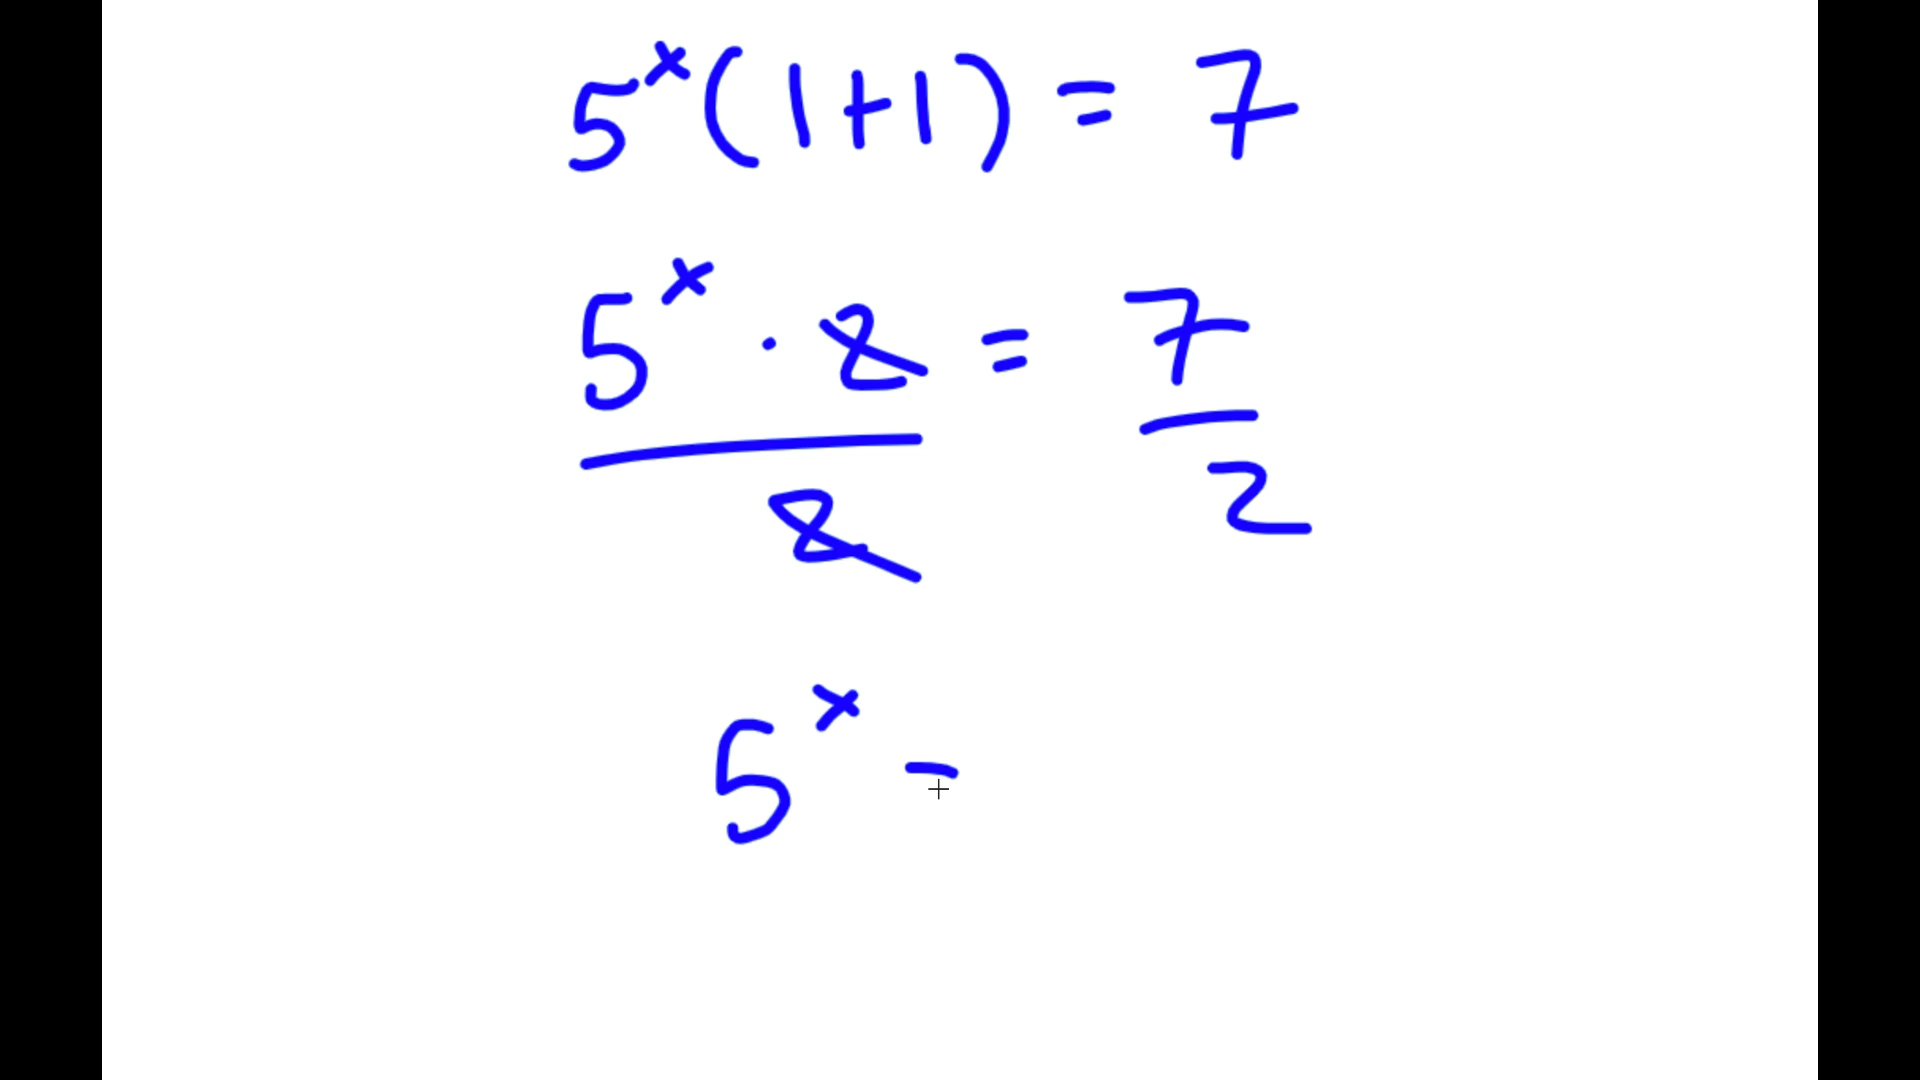 5^x (1+1) = 7
5^x · 2 / 2 = 7 / 2
5^x -